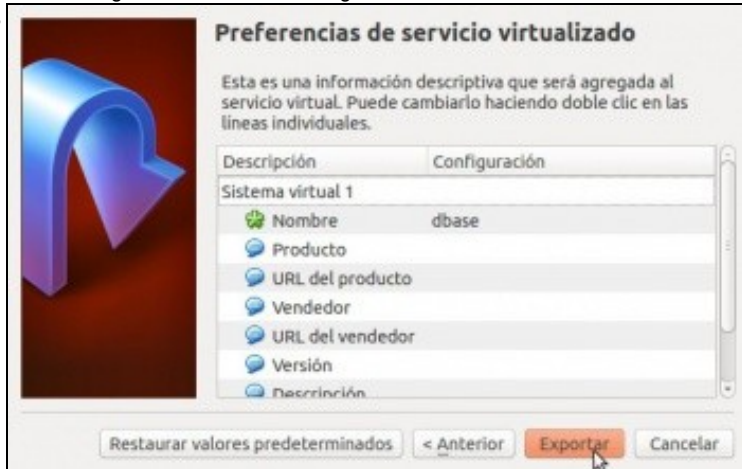 Preferencias de servicio virtualizado
Esta es una información descriptiva que será agregada al
servicio virtual. Puede cambiarlo haciendo doble clic en las
líneas individuales.
Descripción Configuración
Sistema virtual 1
Nombre dbase
Producto
URL del producto
Vendedor
URL del vendedor
Versión
Descripción
Restaurar valores predeterminados < Anterior Exportar Cancelar